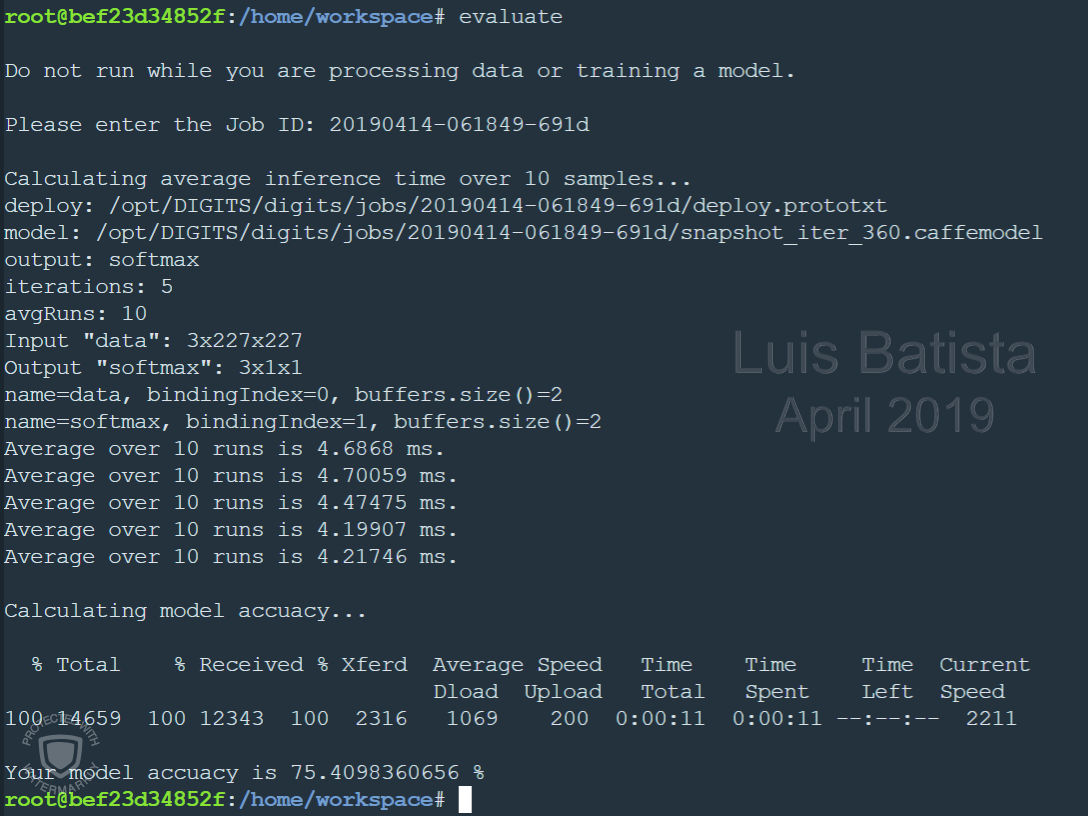 root@bef23d34852f:/home/workspace# evaluate
Do not run while you are processing data or training a model.
Please enter the Job ID: 20190414-061849-691d
Calculating average inference time over 10 samples...
deploy: /opt/DIGITS/digits/jobs/20190414-061849-691d/deploy.prototxt
model: /opt/DIGITS/digits/jobs/20190414-061849-691d/snapshot_iter_360.caffemodel
output: softmax
iterations: 5
avgRuns: 10
Input "data": 3x227x227
Output "softmax": 3x1x1
name=data, bindingIndex=0, buffers.size()=2
name=softmax, bindingIndex=1, buffers.size()=2
Average over 10 runs is 4.6868 ms.
Average over 10 runs is 4.70059 ms.
Average over 10 runs is 4.47475 ms.
Average over 10 runs is 4.19907 ms.
Average over 10 runs is 4.21746 ms.
Luis Batista
April 2019
Calculating model accuacy...
% Total % Received % Xferd Average Speed Time Time Time Current
Dload Upload Total Spent Left Speed
100 14659 100 12343 100 2316 1069 200 0:00:11 0:00:11 --:--:-- 2211
Your model accuacy is 75.4098360656 %
root@bef23d34852f:/home/workspace#
PROTECTED WITH